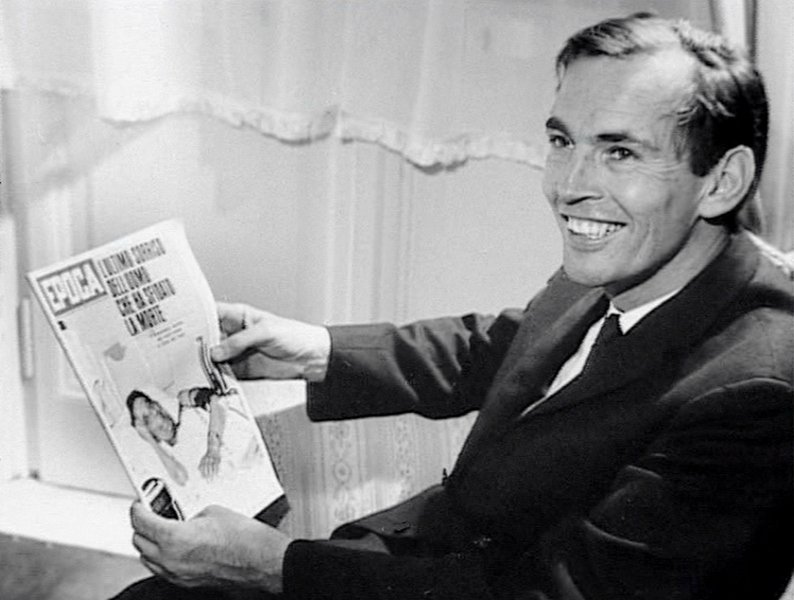 EPOCA
L'ULTIMO SORRISO
DELL'UOMO
CHE HA SFIDATO
LA MORTE